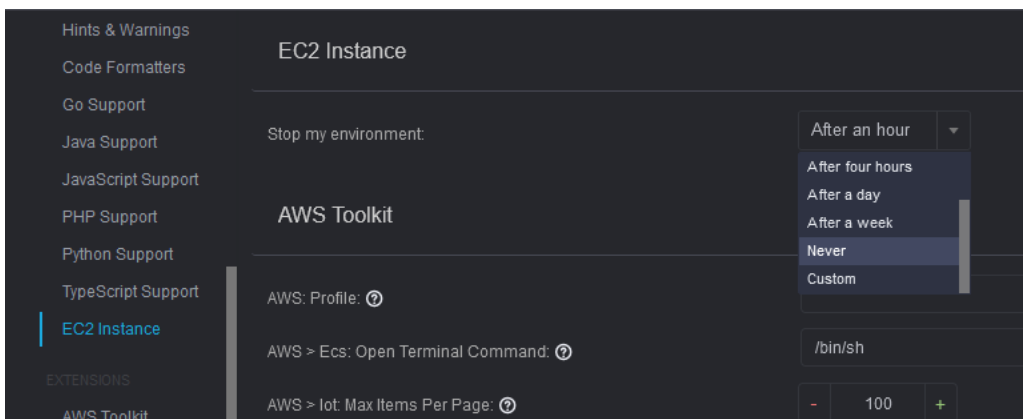 Hints & Warnings
Code Formatters
Go Support
Java Support
JavaScript Support
PHP Support
Python Support
TypeScript Support
EC2 Instance
EXTENSIONS
AWS Toolkit
EC2 Instance
Stop my environment:
After an hour
After four hours
After a day
After a week
Never
Custom
AWS Toolkit
AWS: Profile:
AWS > Ecs: Open Terminal Command:
/bin/sh
AWS > Iot: Max Items Per Page:
- 100 +